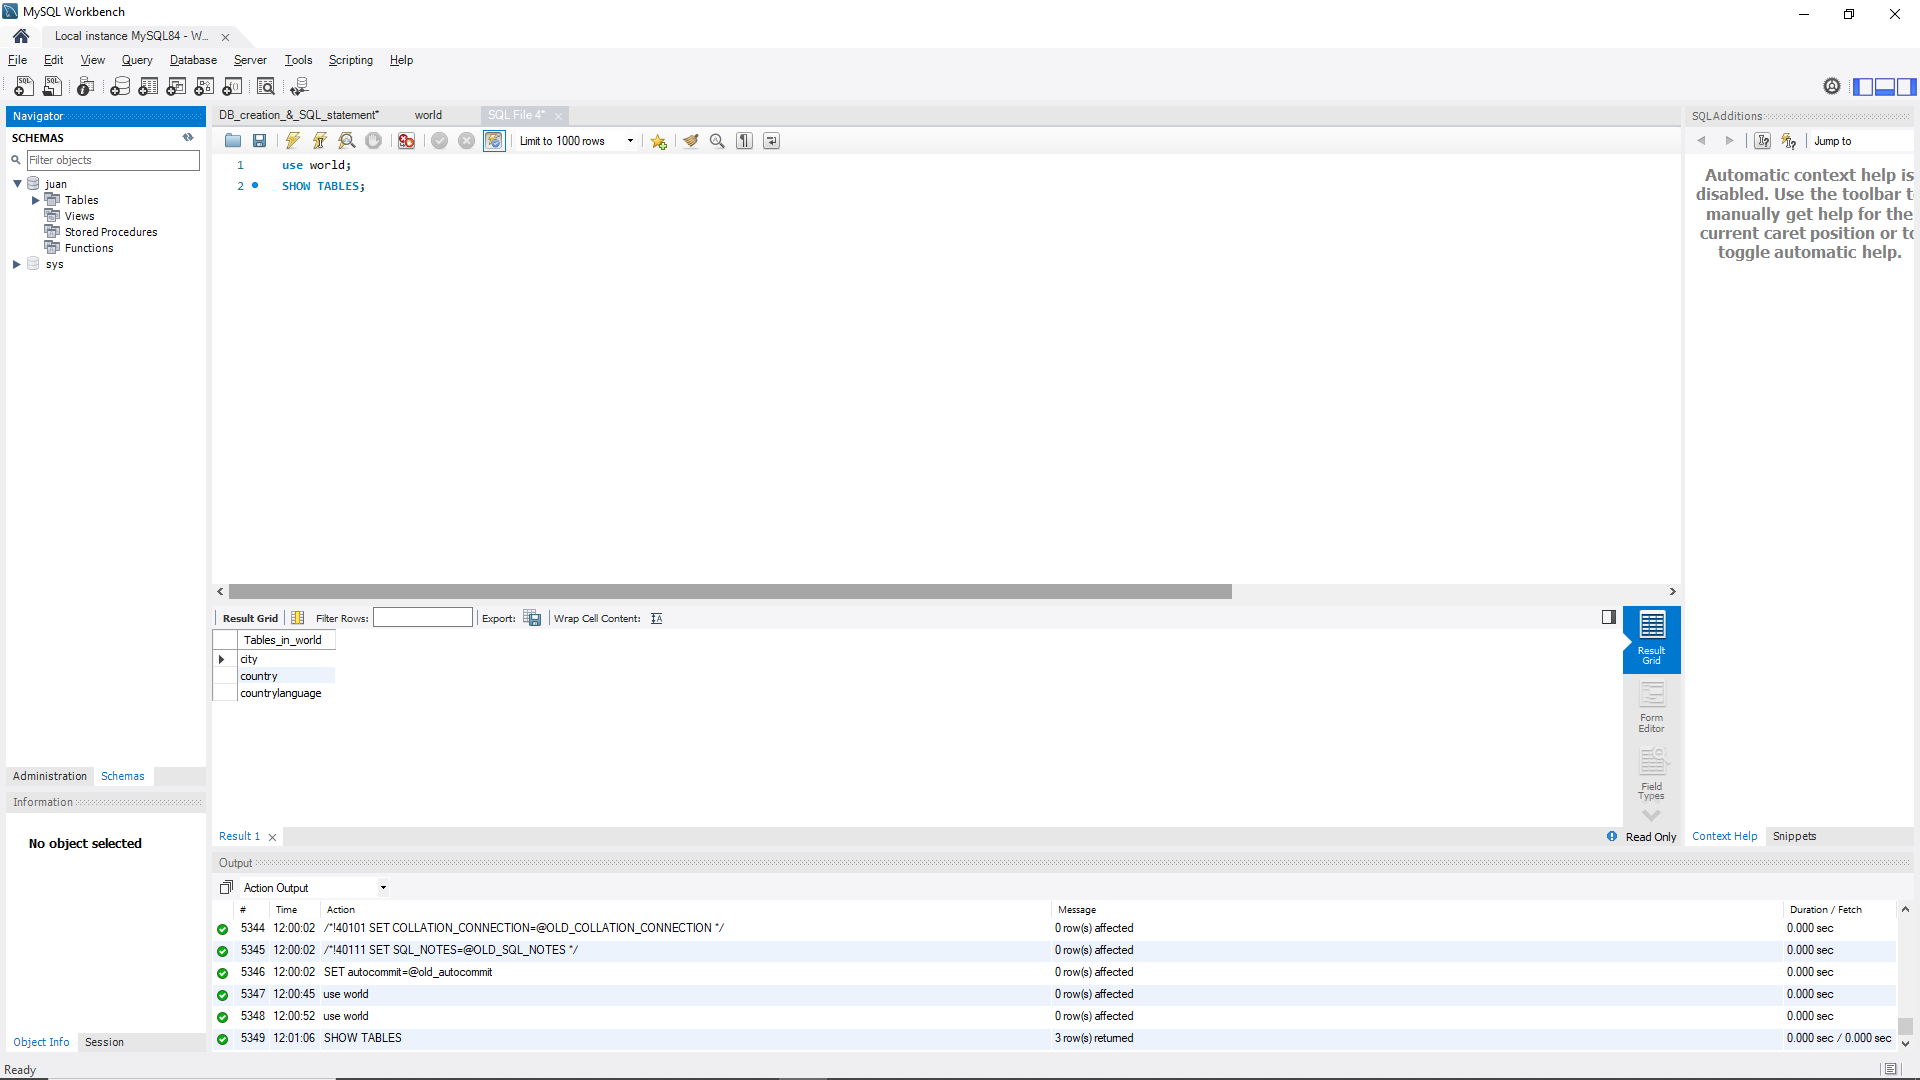 MySQL Workbench
Local instance MySQL84 - W...
File Edit View Query Database Server Tools Scripting Help
Navigator
SCHEMAS
Filter objects
juan
Tables
Views
Stored Procedures
Functions
sys
Administration Schemas
Information
No object selected
Object Info Session
DB_creation_&_SQL_statement* world SQL File 4*
Limit to 1000 rows
1 use world;
2 SHOW TABLES;
Result Grid Filter Rows: Export: Wrap Cell Content:
Tables_in_world
city
country
countrylanguage
Result Grid
Form Editor
Field Types
Result 1
Read Only
SQLAdditions
Jump to
Automatic context help is
disabled. Use the toolbar t
manually get help for the
current caret position or to
toggle automatic help.
Context Help Snippets
Output
Action Output
# Time Action Message Duration / Fetch
5344 12:00:02 /*!40101 SET COLLATION_CONNECTION=@OLD_COLLATION_CONNECTION */ 0 row(s) affected 0.000 sec
5345 12:00:02 /*!40111 SET SQL_NOTES=@OLD_SQL_NOTES */ 0 row(s) affected 0.000 sec
5346 12:00:02 SET autocommit=@old_autocommit 0 row(s) affected 0.000 sec
5347 12:00:45 use world 0 row(s) affected 0.000 sec
5348 12:00:52 use world 0 row(s) affected 0.000 sec
5349 12:01:06 SHOW TABLES 3 row(s) returned 0.000 sec / 0.000 sec
Ready